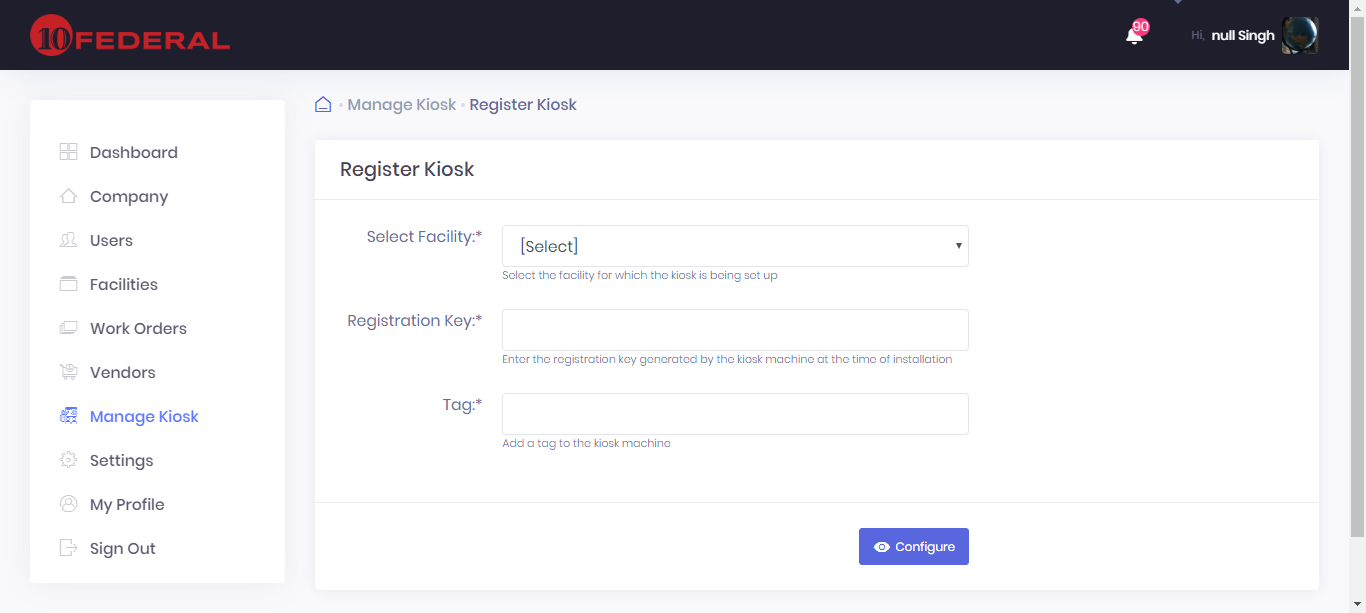 10 FEDERAL
90
Hi, null Singh
Manage Kiosk • Register Kiosk
Dashboard
Company
Users
Facilities
Work Orders
Vendors
Manage Kiosk
Settings
My Profile
Sign Out
Register Kiosk
Select Facility:*
[Select]
Select the facility for which the kiosk is being set up
Registration Key:*
Enter the registration key generated by the kiosk machine at the time of installation
Tag:*
Add a tag to the kiosk machine
Configure